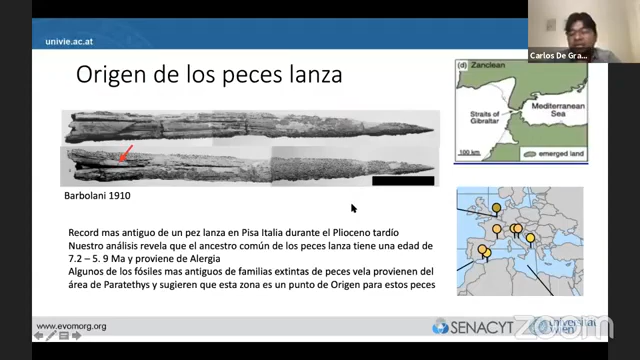 univie.ac.at
Carlos De Gra...
Origen de los peces lanza
(d) Zanclean
Straits of
Gibraltar
Mediterranean
Sea
100 km
emerged land
Barbolani 1910
Record mas antiguo de un pez lanza en Pisa Italia durante el Plioceno tardío
Nuestro análisis revela que el ancestro común de los peces lanza tiene una edad de
7.2 – 5. 9 Ma y proviene de Alergia
Algunos de los fósiles mas antiguos de familias extintas de peces vela provienen del
área de Paratethys y sugieren que esta zona es un punto de Origen para estos peces
www.evomorg.org
SENACYT
universität
wien
zoom